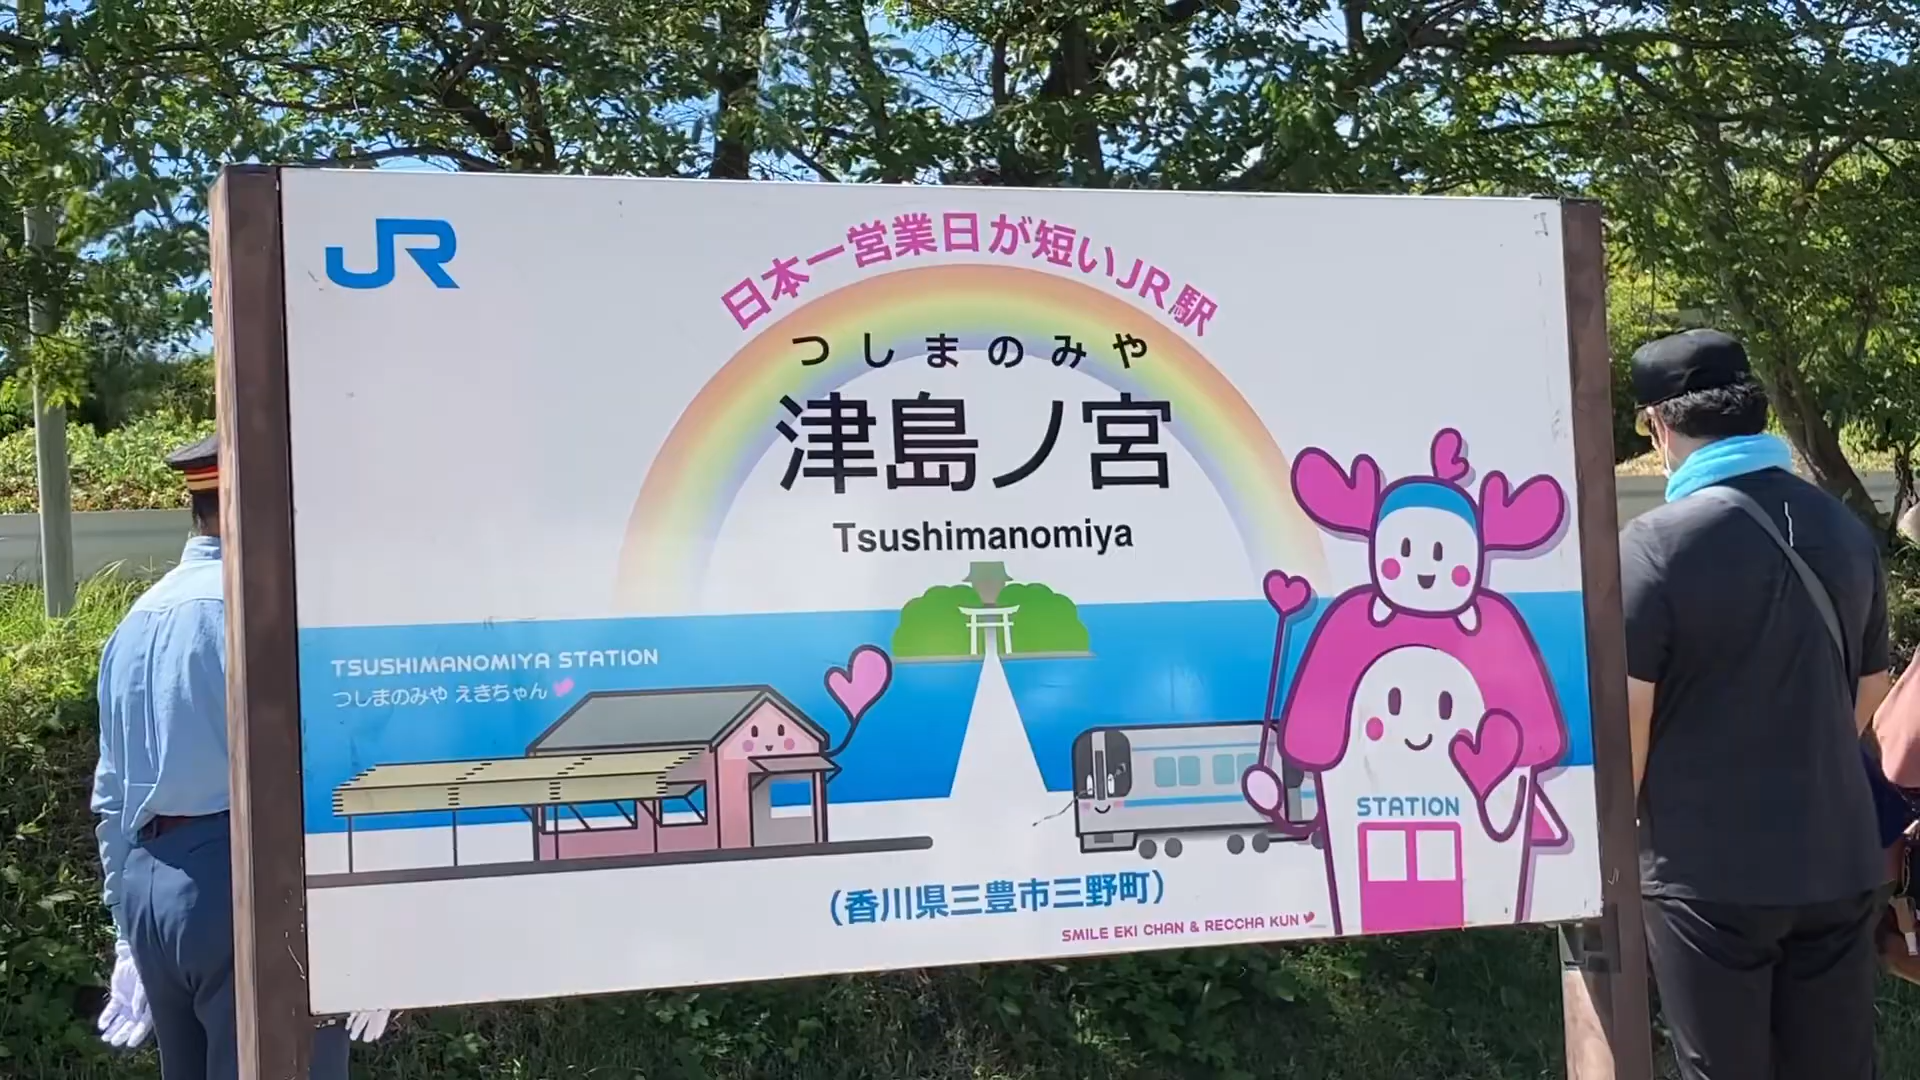 JR
日本一営業日が短いJR駅
つしまのみや
津島ノ宮
Tsushimanomiya
TSUSHIMANOMIYA STATION
つしまのみや えきちゃん
STATION
(香川県三豊市三野町)
SMILE EKI CHAN & RECCHA KUN